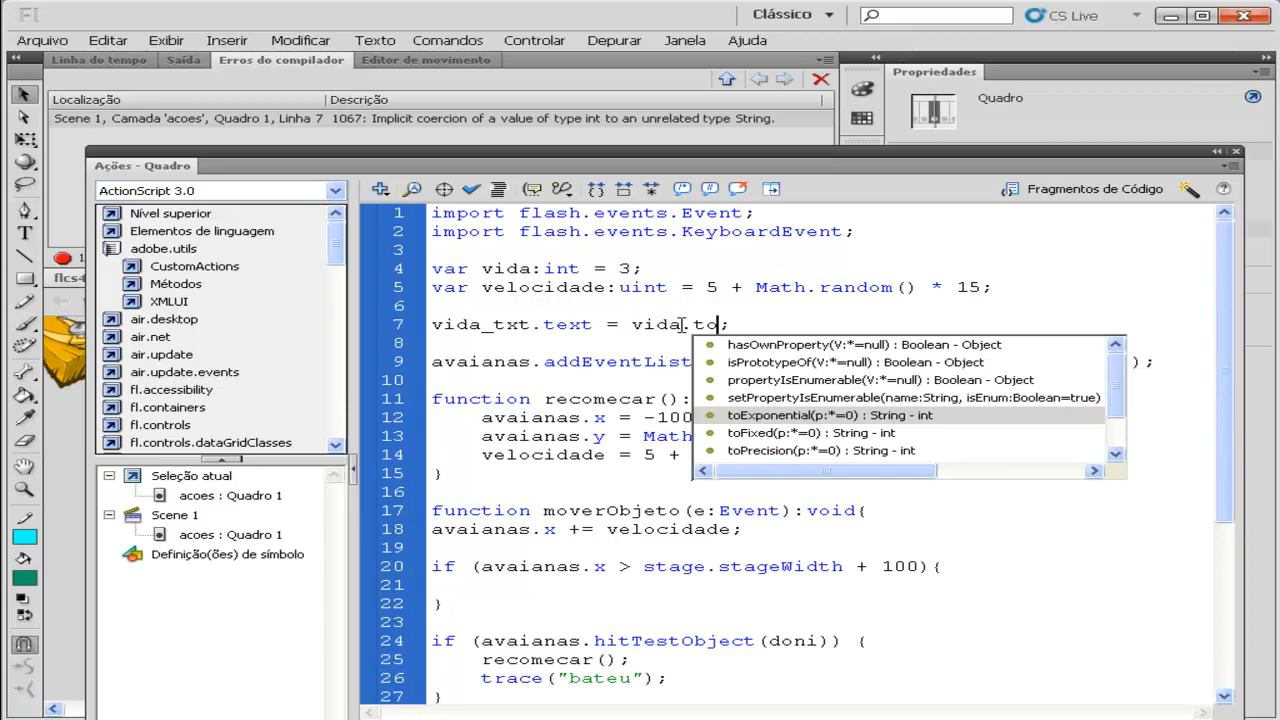 Fl
Clássico
CS Live
Arquivo Editar Exibir Inserir Modificar Texto Comandos Controlar Depurar Janela Ajuda
Linha do tempo Saída Erros do compilador Editor de movimento
Propriedades
Localização Descrição
Quadro
Scene 1, Camada 'acoes', Quadro 1, Linha 7 1067: Implicit coercion of a value of type int to an unrelated type String.
Ações - Quadro
ActionScript 3.0
Fragmentos de Código
Nível superior
Elementos de linguagem
adobe.utils
CustomActions
Métodos
XMLUI
air.desktop
air.net
air.update
air.update.events
fl.accessibility
fl.containers
fl.controls
fl.controls.dataGridClasses
Seleção atual
acoes : Quadro 1
Scene 1
acoes : Quadro 1
Definição(ões) de símbolo
1
flcs4
1 import flash.events.Event;
2 import flash.events.KeyboardEvent;
3
4 var vida:int = 3;
5 var velocidade:uint = 5 + Math.random() * 15;
6
7 vida_txt.text = vida.to;
8
9 avaianas.addEventList );
10
11 function recomecar():
12 avaianas.x = -100
13 avaianas.y = Math
14 velocidade = 5 +
15 }
16
17 function moverObjeto(e:Event):void{
18 avaianas.x += velocidade;
19
20 if (avaianas.x > stage.stageWidth + 100){
21
22 }
23
24 if (avaianas.hitTestObject(doni)) {
25 recomecar();
26 trace("bateu");
27 }
hasOwnProperty(V:*=null) : Boolean - Object
isPrototypeOf(V:*=null) : Boolean - Object
propertyIsEnumerable(V:*=null) : Boolean - Object
setPropertyIsEnumerable(name:String, isEnum:Boolean=true)
toExponential(p:*=0) : String - int
toFixed(p:*=0) : String - int
toPrecision(p:*=0) : String - int